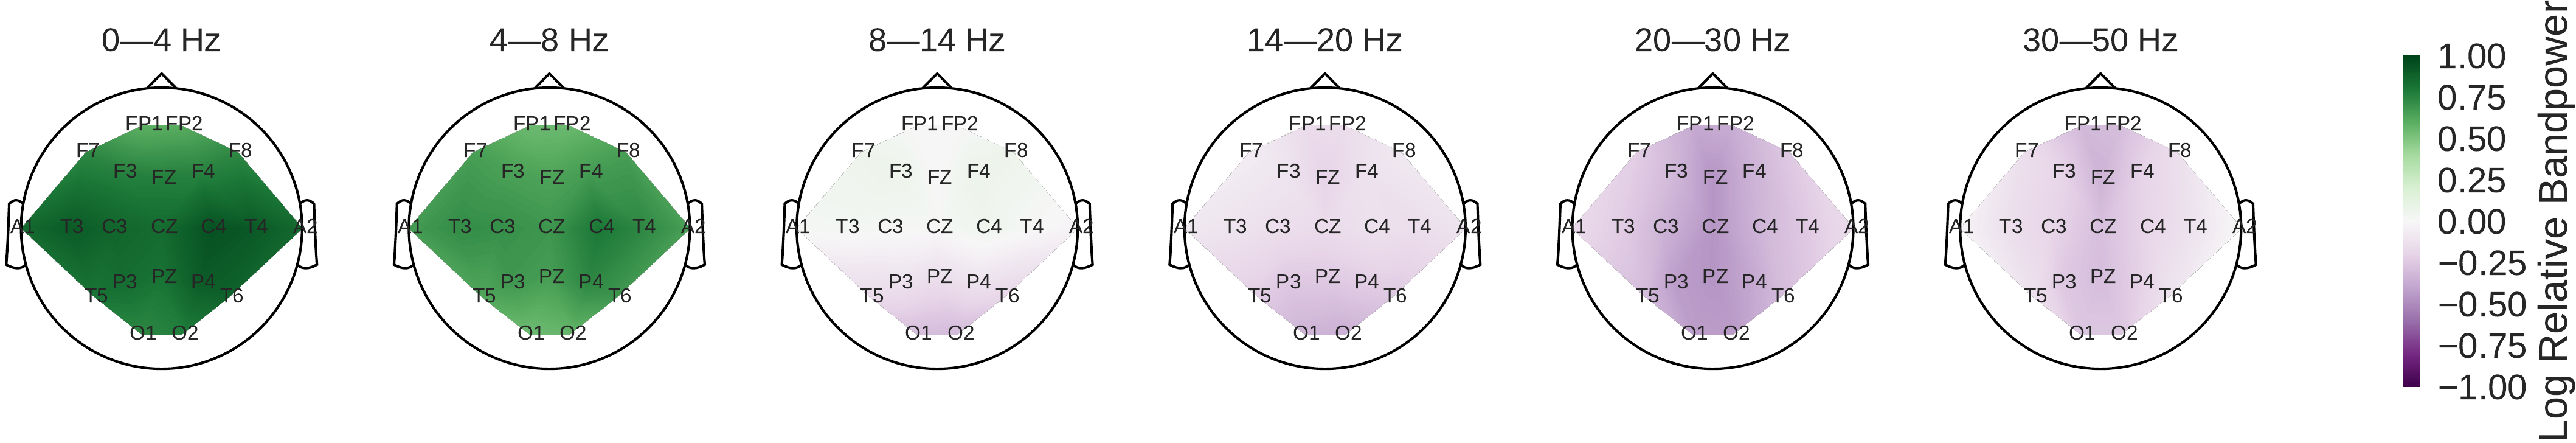 0—4 Hz
4—8 Hz
8—14 Hz
14—20 Hz
20—30 Hz
30—50 Hz
FP1 FP2
F7 F8
F3 FZ F4
A1 T3 C3 CZ C4 T4 A2
P3 PZ P4
T5 T6
O1 O2
FP1 FP2
F7 F8
F3 FZ F4
A1 T3 C3 CZ C4 T4 A2
P3 PZ P4
T5 T6
O1 O2
FP1 FP2
F7 F8
F3 FZ F4
A1 T3 C3 CZ C4 T4 A2
P3 PZ P4
T5 T6
O1 O2
FP1 FP2
F7 F8
F3 FZ F4
A1 T3 C3 CZ C4 T4 A2
P3 PZ P4
T5 T6
O1 O2
FP1 FP2
F7 F8
F3 FZ F4
A1 T3 C3 CZ C4 T4 A2
P3 PZ P4
T5 T6
O1 O2
FP1 FP2
F7 F8
F3 FZ F4
A1 T3 C3 CZ C4 T4 A2
P3 PZ P4
T5 T6
O1 O2
1.00
0.75
0.50
0.25
0.00
−0.25
−0.50
−0.75
−1.00
Log Relative Bandpower